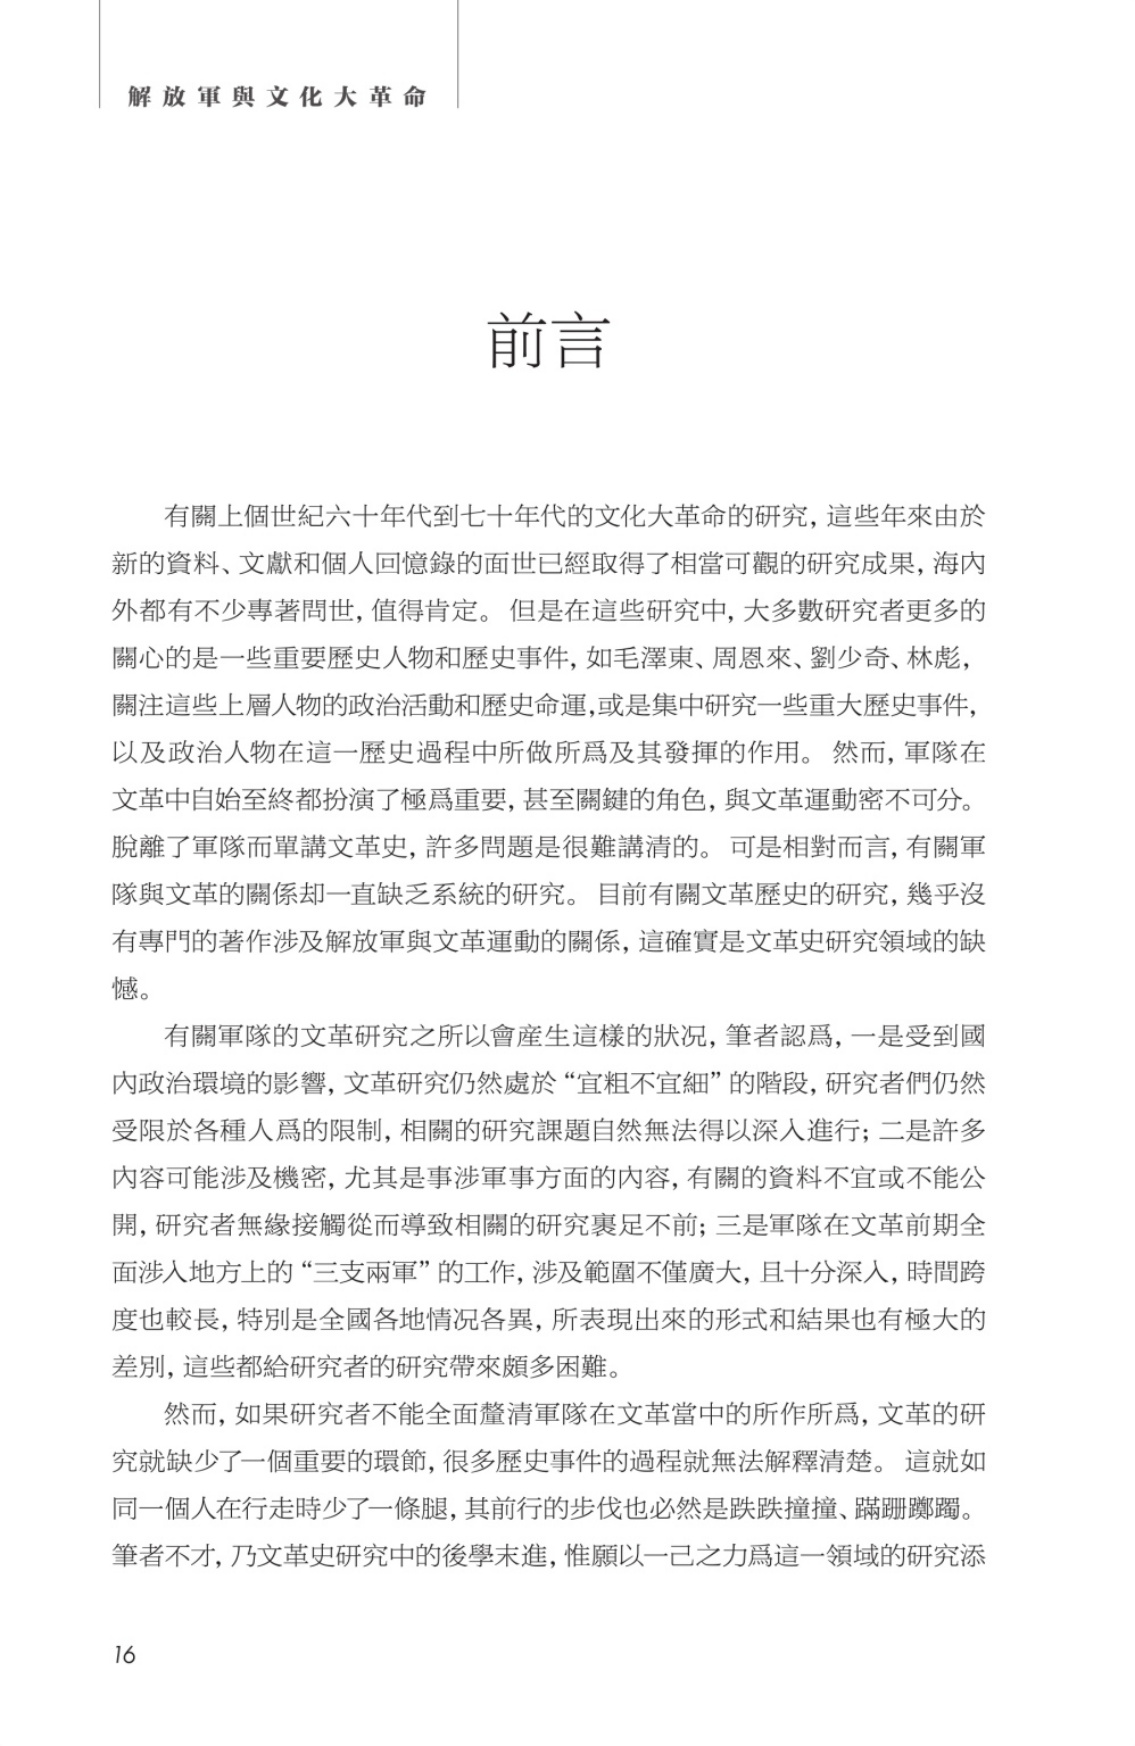 解放軍與文化大革命
前言
有關上個世紀六十年代到七十年代的文化大革命的研究，這些年來由於
新的資料、文獻和個人回憶錄的面世已經取得了相當可觀的研究成果，海內
外都有不少專著問世，值得肯定。但是在這些研究中，大多數研究者更多的
關心的是一些重要歷史人物和歷史事件，如毛澤東、周恩來、劉少奇、林彪，
關注這些上層人物的政治活動和歷史命運，或是集中研究一些重大歷史事件，
以及政治人物在這一歷史過程中所做所爲及其發揮的作用。然而，軍隊在
文革中自始至終都扮演了極爲重要，甚至關鍵的角色，與文革運動密不可分。
脫離了軍隊而單講文革史，許多問題是很難講清的。可是相對而言，有關軍
隊與文革的關係却一直缺乏系統的研究。目前有關文革歷史的研究，幾乎沒
有專門的著作涉及解放軍與文革運動的關係，這確實是文革史研究領域的缺
憾。
有關軍隊的文革研究之所以會産生這樣的狀况，筆者認爲，一是受到國
內政治環境的影響，文革研究仍然處於“宜粗不宜細”的階段，研究者們仍然
受限於各種人爲的限制，相關的研究課題自然無法得以深入進行；二是許多
內容可能涉及機密，尤其是事涉軍事方面的內容，有關的資料不宜或不能公
開，研究者無緣接觸從而導致相關的研究裹足不前；三是軍隊在文革前期全
面涉入地方上的“三支兩軍”的工作，涉及範圍不僅廣大，且十分深入，時間跨
度也較長，特別是全國各地情况各異，所表現出來的形式和結果也有極大的
差別，這些都給研究者的研究帶來頗多困難。
然而，如果研究者不能全面釐清軍隊在文革當中的所作所爲，文革的研
究就缺少了一個重要的環節，很多歷史事件的過程就無法解釋清楚。這就如
同一個人在行走時少了一條腿，其前行的步伐也必然是跌跌撞撞、蹣跚躑躅。
筆者不才，乃文革史研究中的後學末進，惟願以一己之力爲這一領域的研究添
16